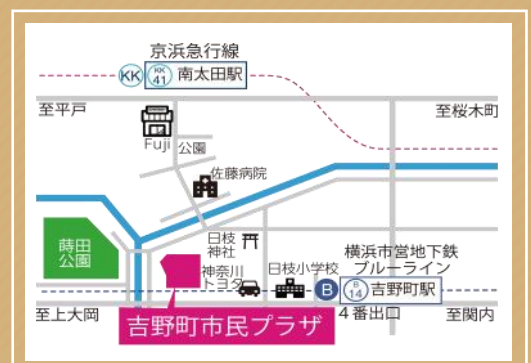 京浜急行線
KK
KK
41
南太田駅
至平戸
至桜木町
Fuji
公園
佐藤病院
蒔田
公園
日枝
神社
神奈川
トヨタ
日枝小学校
横浜市営地下鉄
ブルーライン
B
B
14
吉野町駅
4番出口
至上大岡
至関内
吉野町市民プラザ